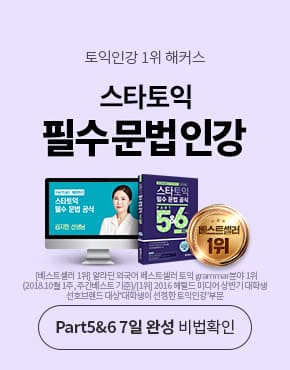 토익인강 1위 해커스
스타토익
필수 문법 인강
스타토익
필수 문법 공식
김지현 선생님
스타토익
필수 문법 공식
PART
5&6
베스트셀러
1위
[베스트셀러 1위] 알라딘 외국어 베스트셀러 토익 grammar분야 1위
(2018.10월 1주, 주간베스트 기준)/[1위] 2016 헤럴드 미디어 상반기 대학생
선호브랜드 대상"대학생이 선정한 토익인강"부문
Part5&6 7일 완성 비법확인